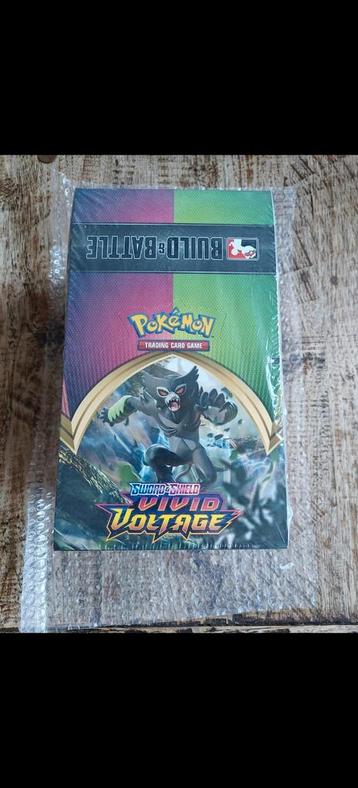 BUILD & BATTLE
POKéMON
TRADING CARD GAME
SWORD & SHIELD
VIVID
VOLTAGE